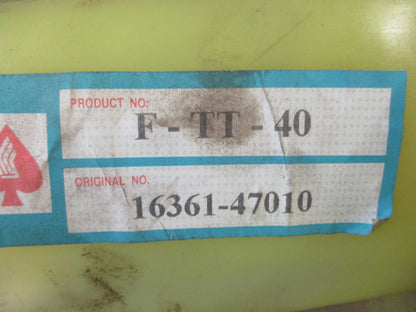 PRODUCT NO:
F - TT - 40
ORIGINAL NO.
16361-47010